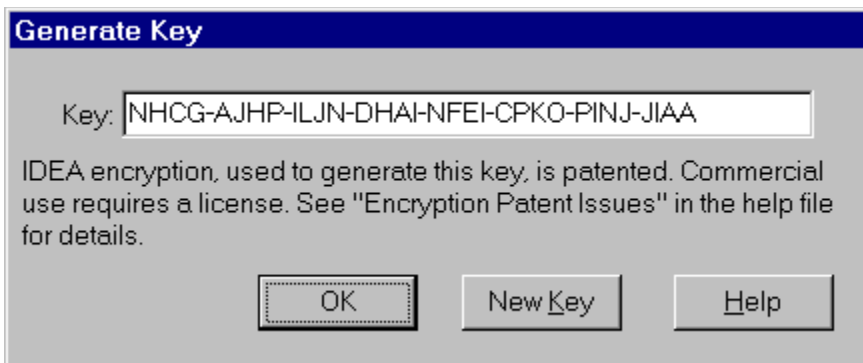 Generate Key
Key: NHCG-AJHP-ILJN-DHAI-NFEI-CPKO-PINJ-JIAA
IDEA encryption, used to generate this key, is patented. Commercial
use requires a license. See "Encryption Patent Issues" in the help file
for details.
OK New Key Help